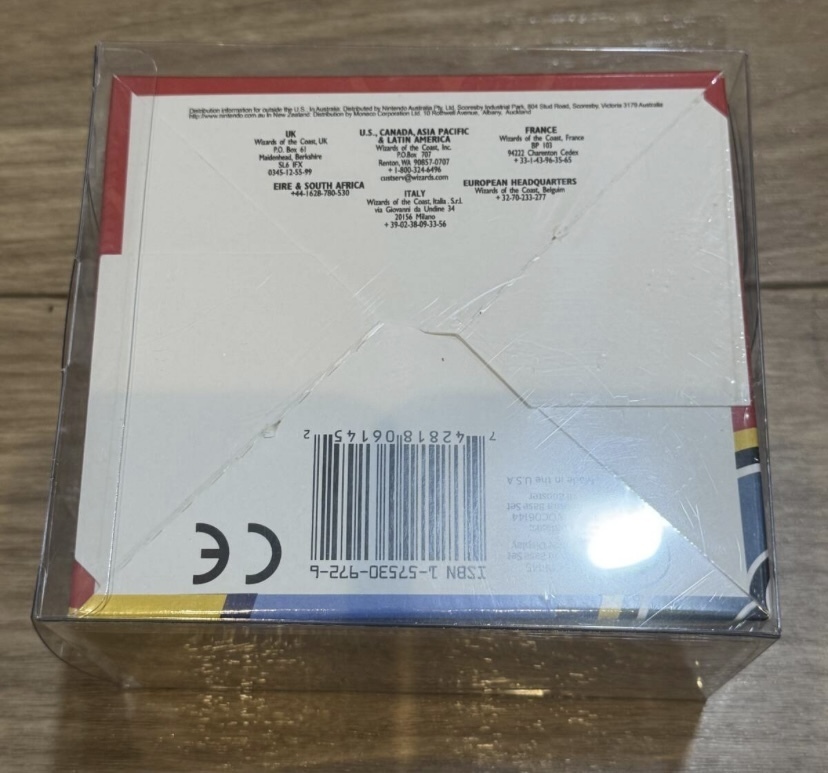 Distribution information for outside the U.S. In Australia: Distributed by Nintendo Australia Pty. Ltd. Scoresby Industrial Park, 804 Stud Road, Scoresby, Victoria 3179 Australia
http://www.nintendo.com.au In New Zealand: Distribution by Monaco Corporation Ltd. 10 Rothwell Avenue, Albany, Auckland
UK
Wizards of the Coast, UK
P.O. Box 61
Maidenhead, Berkshire
SL6 IFX
0345-12-55-99
U.S., CANADA, ASIA PACIFIC
& LATIN AMERICA
Wizards of the Coast, Inc.
P.O.Box 707
Renton, WA 90857-0707
+ 1-800-324-6496
custserv@wizards.com
FRANCE
Wizards of the Coast, France
BP 103
94222 Charenton Cedex
+ 33-1-43-96-35-65
EIRE & SOUTH AFRICA
+44-1628-780-530
ITALY
Wizards of the Coast, Italia . S.r.l.
via Giovanni da Undine 34
20156 Milano
+ 39-02-38-09-33-56
EUROPEAN HEADQUARTERS
Wizards of the Coast, Belguim
+ 32-70-233-277
ISBN 1-57530-972-6
7 42818 06145 2
CE
Base Set
Booster
Made in the U.S.A